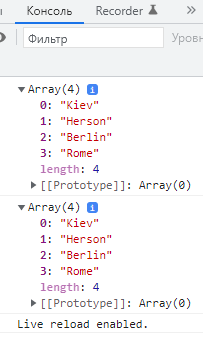 Консоль Recorder
Фильтр Уровн
Array(4) i
0: "Kiev"
1: "Herson"
2: "Berlin"
3: "Rome"
length: 4
[[Prototype]]: Array(0)
Array(4) i
0: "Kiev"
1: "Herson"
2: "Berlin"
3: "Rome"
length: 4
[[Prototype]]: Array(0)
Live reload enabled.